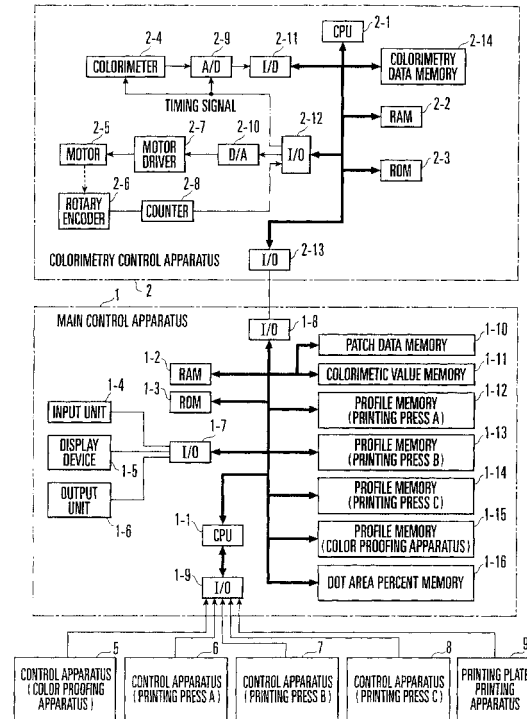 CPU
2-1
2-4
2-9
2-11
2-14
COLORIMETER
A/D
I/O
COLORIMETRY
DATA MEMORY
TIMING SIGNAL
2-12
2-2
RAM
2-5
2-7
2-10
MOTOR
MOTOR
DRIVER
D/A
I/O
2-3
ROM
2-6
2-8
ROTARY
ENCODER
COUNTER
2-13
I/O
COLORIMETRY CONTROL APPARATUS
2
1
MAIN CONTROL APPARATUS
I/O
1-8
1-10
PATCH DATA MEMORY
1-2
RAM
1-11
COLORIMETIC VALUE MEMORY
1-3
ROM
1-12
PROFILE MEMORY
(PRINTING PRESS A)
1-4
INPUT UNIT
1-7
I/O
1-13
PROFILE MEMORY
(PRINTING PRESS B)
DISPLAY
DEVICE
1-5
1-14
PROFILE MEMORY
(PRINTING PRESS C)
OUTPUT
UNIT
1-6
1-1
CPU
1-15
PROFILE MEMORY
(COLOR PROOFING APPARATUS)
1-9
I/O
1-16
DOT AREA PERCENT MEMORY
5
6
7
8
9
CONTROL APPARATUS
(COLOR PROOFING
APPARATUS)
CONTROL APPARATUS
(PRINTING PRESS A)
CONTROL APPARATUS
(PRINTING PRESS B)
CONTROL APPARATUS
(PRINTING PRESS C)
PRINTING PLATE
PRINTING
APPARATUS